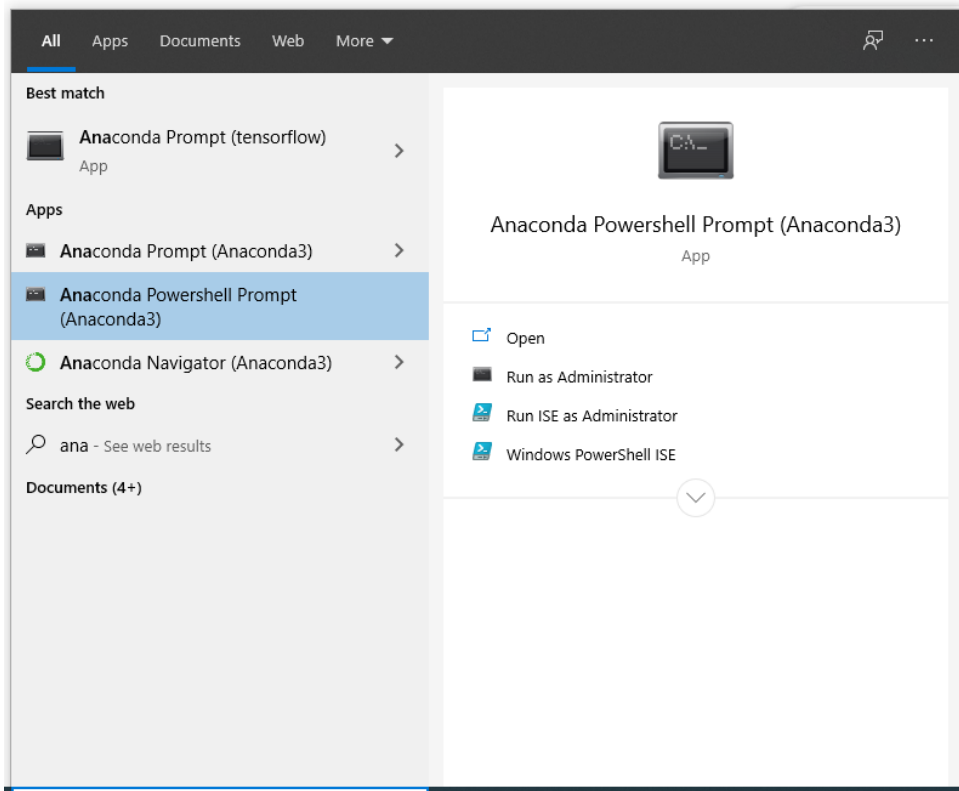 All Apps Documents Web More
Best match
Anaconda Prompt (tensorflow)
App
Apps
Anaconda Prompt (Anaconda3)
Anaconda Powershell Prompt
(Anaconda3)
Anaconda Navigator (Anaconda3)
Search the web
ana - See web results
Documents (4+)
C:\_
Anaconda Powershell Prompt (Anaconda3)
App
Open
Run as Administrator
Run ISE as Administrator
Windows PowerShell ISE